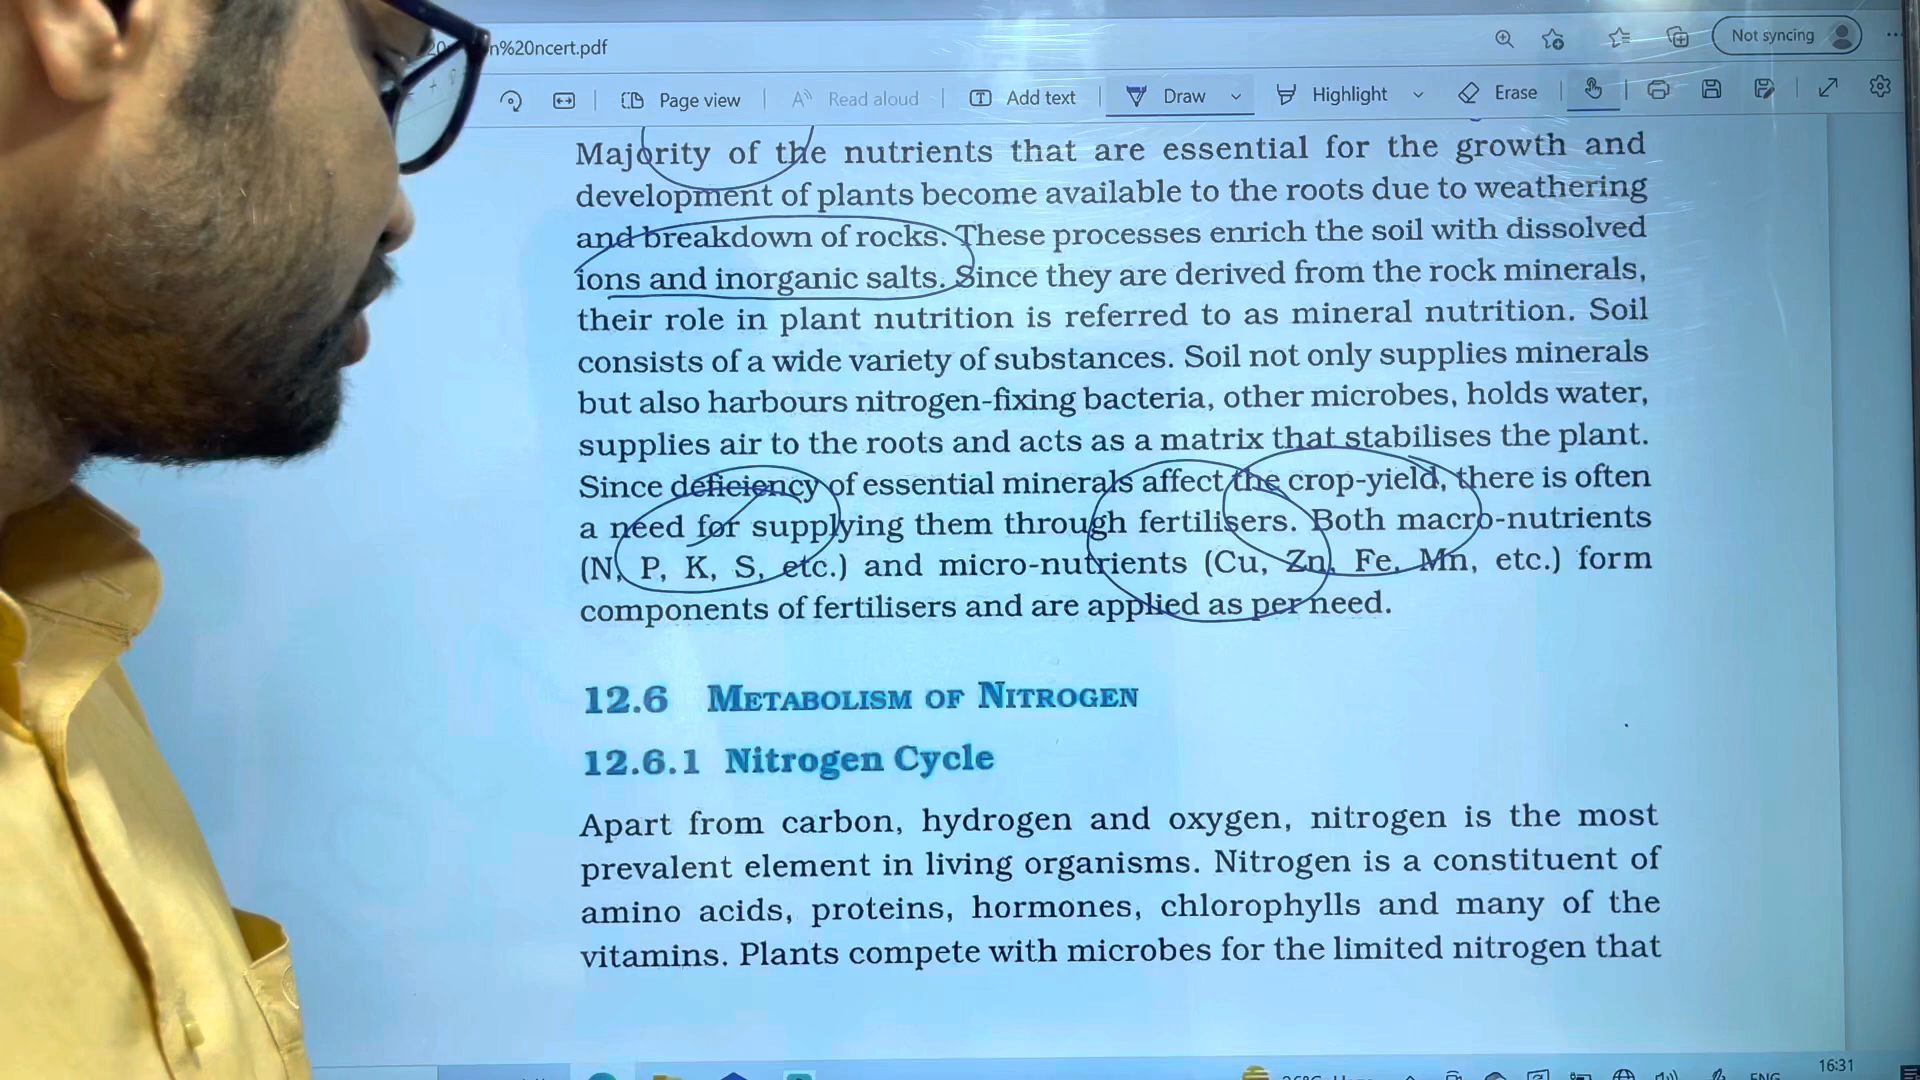 n%20ncert.pdf
Not syncing
Page view
Read aloud
Add text
Draw
Highlight
Erase
Majority of the nutrients that are essential for the growth and
development of plants become available to the roots due to weathering
and breakdown of rocks. These processes enrich the soil with dissolved
ions and inorganic salts. Since they are derived from the rock minerals,
their role in plant nutrition is referred to as mineral nutrition. Soil
consists of a wide variety of substances. Soil not only supplies minerals
but also harbours nitrogen-fixing bacteria, other microbes, holds water,
supplies air to the roots and acts as a matrix that stabilises the plant.
Since deficiency of essential minerals affect the crop-yield, there is often
a need for supplying them through fertilisers. Both macro-nutrients
(N, P, K, S, etc.) and micro-nutrients (Cu, Zn, Fe, Mn, etc.) form
components of fertilisers and are applied as per need.
12.6 METABOLISM OF NITROGEN
12.6.1 Nitrogen Cycle
Apart from carbon, hydrogen and oxygen, nitrogen is the most
prevalent element in living organisms. Nitrogen is a constituent of
amino acids, proteins, hormones, chlorophylls and many of the
vitamins. Plants compete with microbes for the limited nitrogen that
16:31
ENG